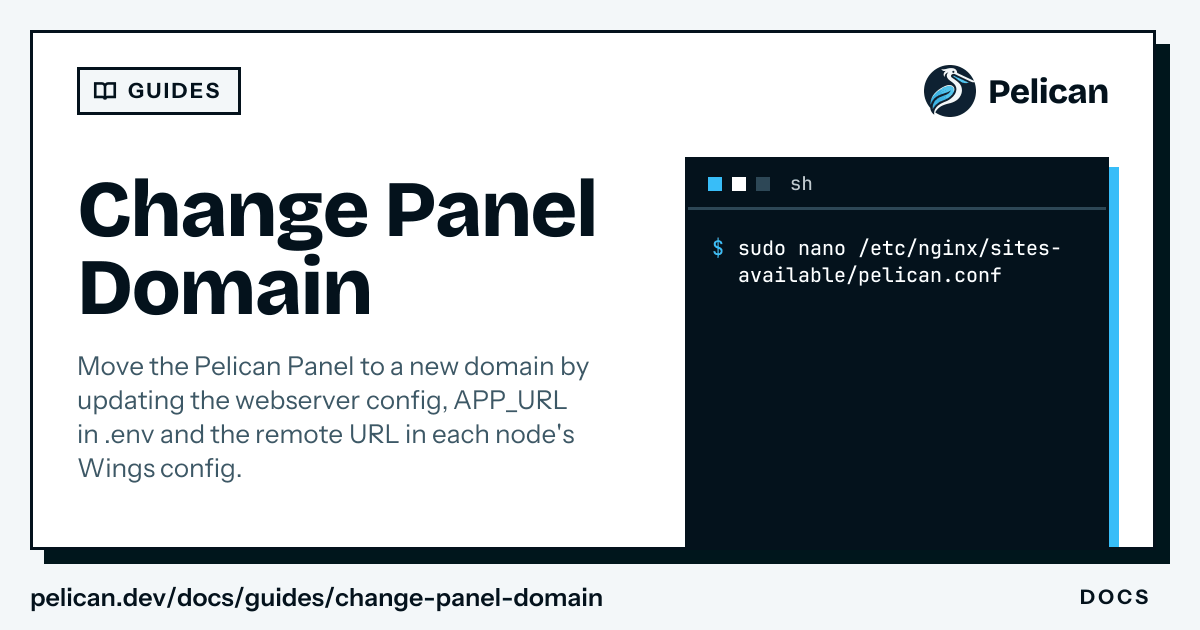 GUIDES
Pelican
Change Panel
Domain
Move the Pelican Panel to a new domain by
updating the webserver config, APP_URL
in .env and the remote URL in each node's
Wings config.
sh
$ sudo nano /etc/nginx/sites-
available/pelican.conf
pelican.dev/docs/guides/change-panel-domain
DOCS